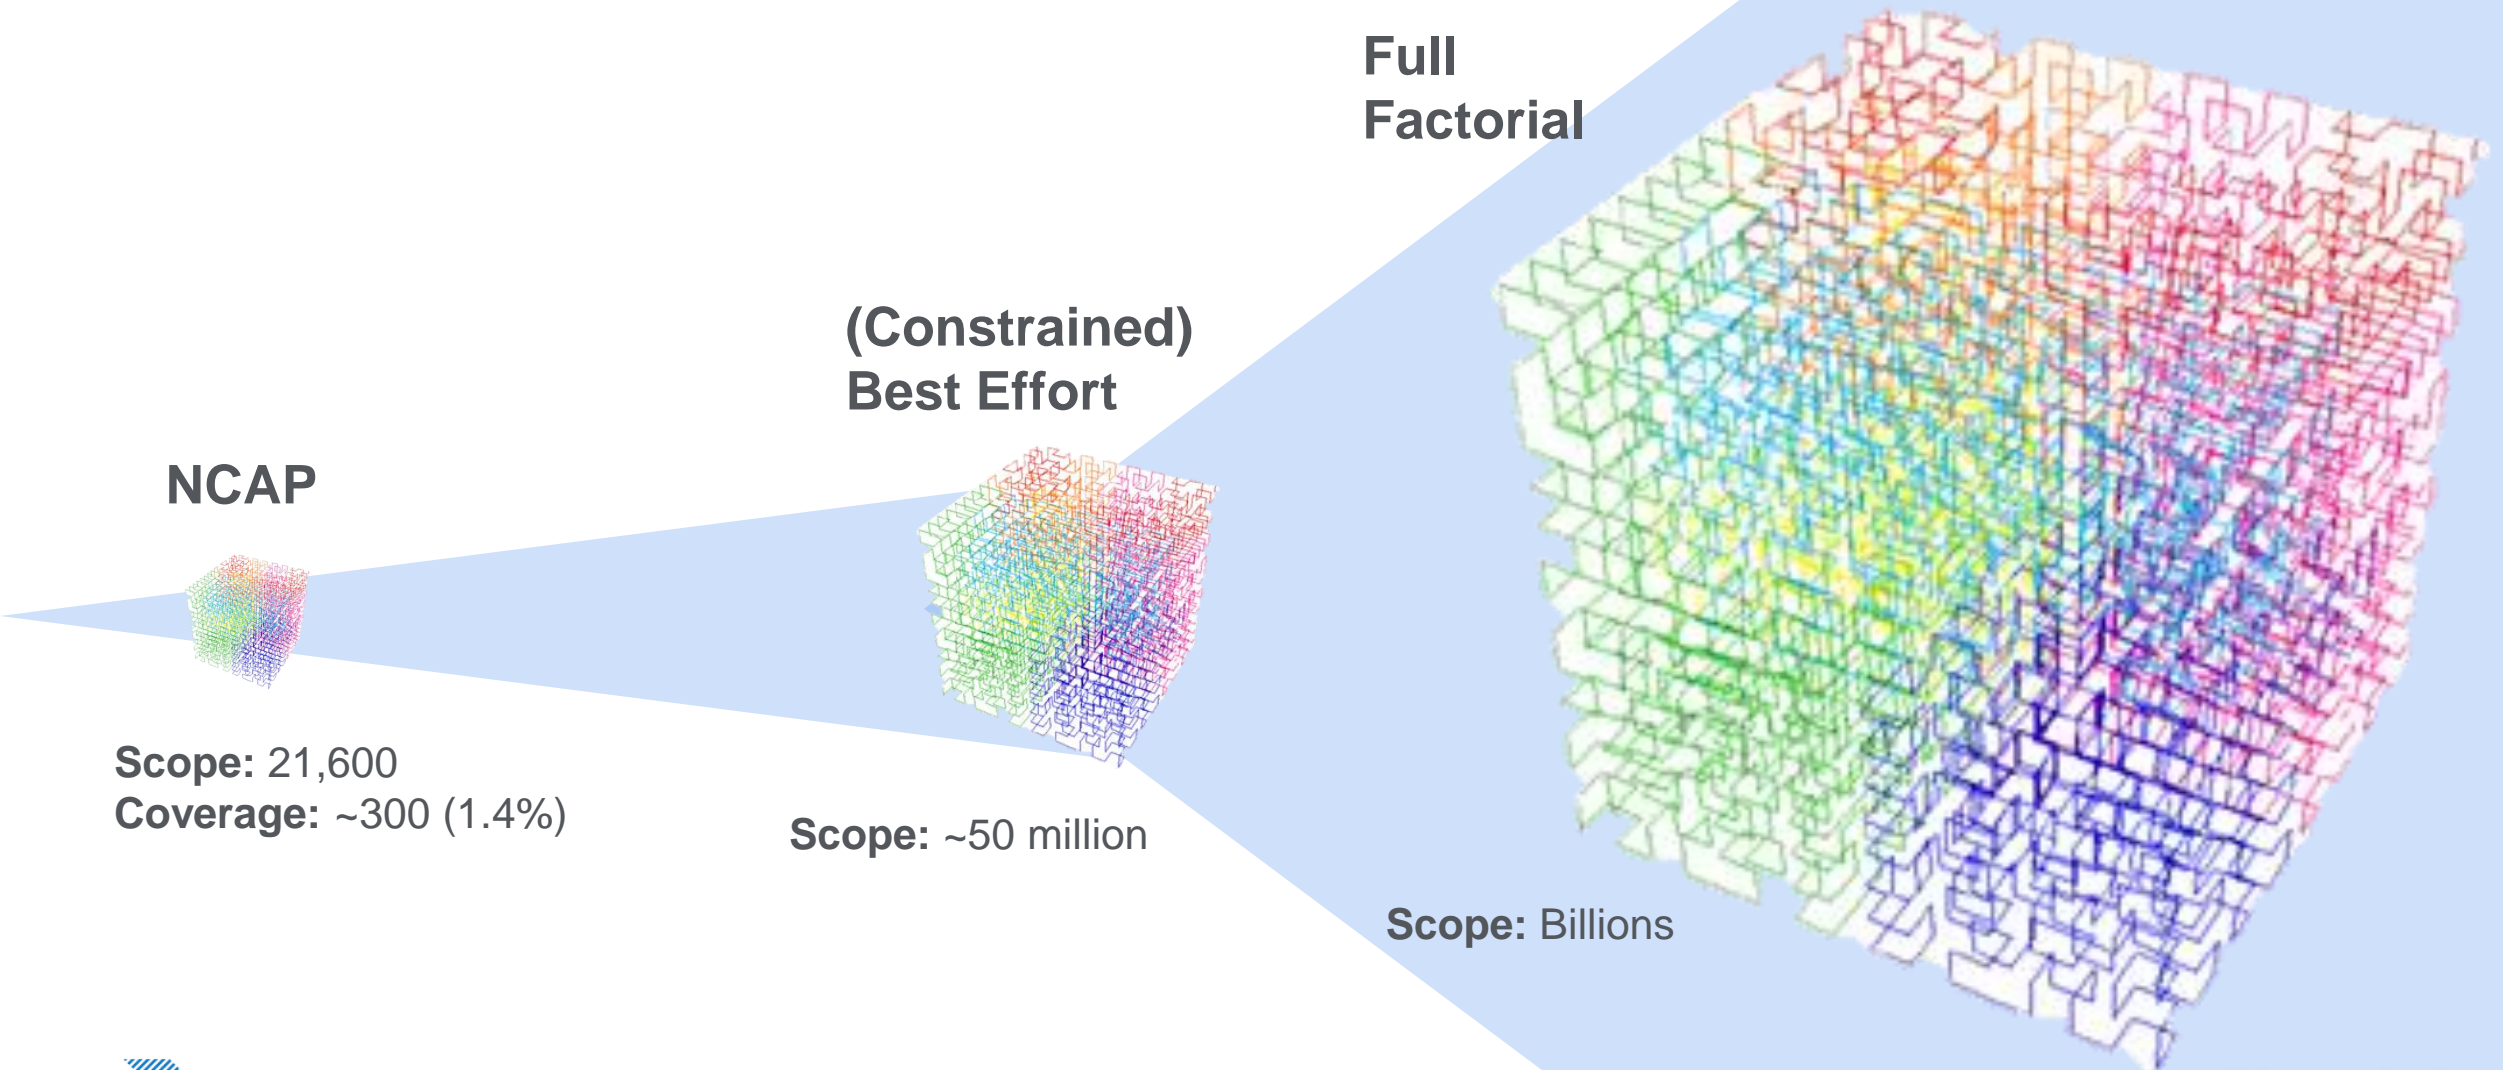 Full
Factorial
(Constrained)
Best Effort
NCAP
Scope: 21,600
Coverage: ~300 (1.4%)
Scope: ~50 million
Scope: Billions